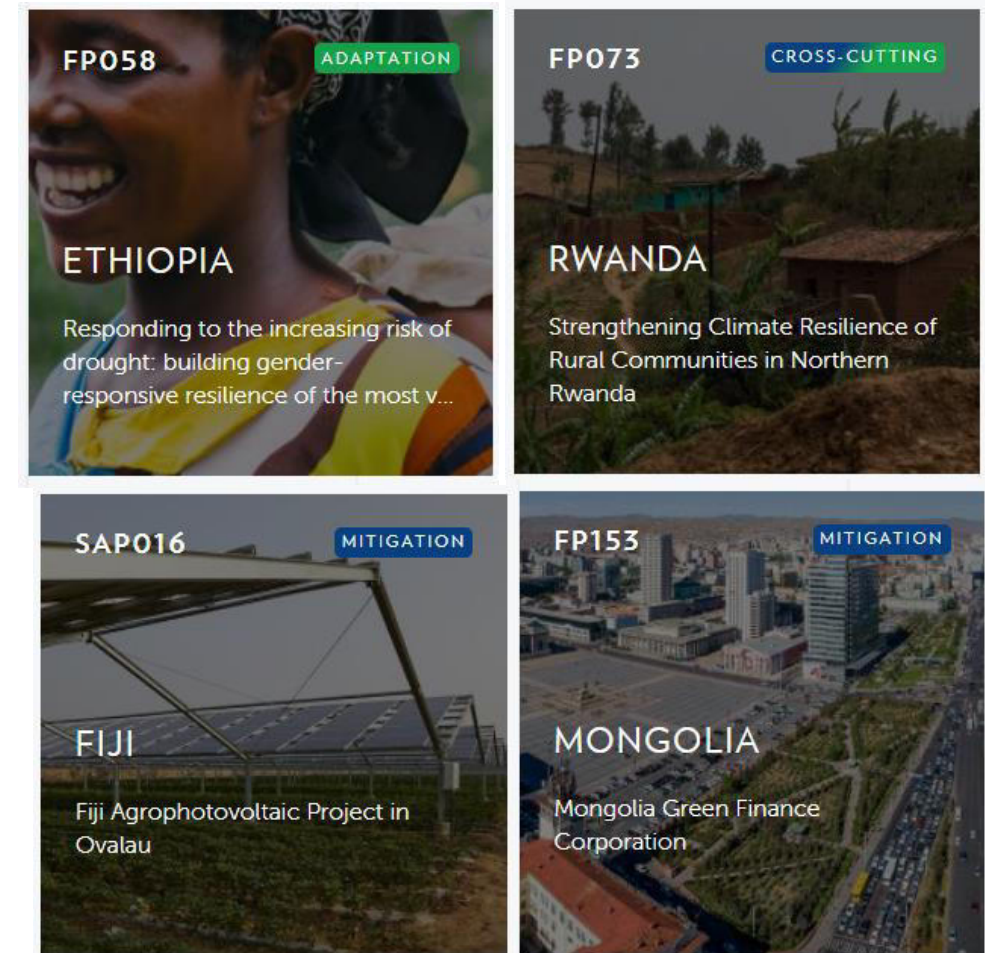 FP058
ADAPTATION
ETHIOPIA
Responding to the increasing risk of
drought: building gender-
responsive resilience of the most v...
FP073
CROSS-CUTTING
RWANDA
Strengthening Climate Resilience of
Rural Communities in Northern
Rwanda
SAP016
MITIGATION
FIJI
Fiji Agrophotovoltaic Project in
Ovalau
FP153
MITIGATION
MONGOLIA
Mongolia Green Finance
Corporation